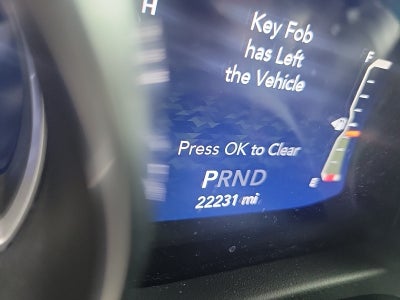 H
Key Fob
has Left
the Vehicle
F
Press OK to Clear
PRND
E
22231 mi